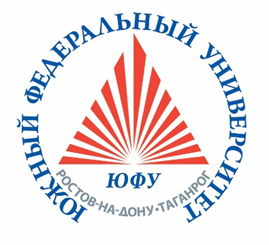 ЮЖНЫЙ ФЕДЕРАЛЬНЫЙ УНИВЕРСИТЕТ
ЮФУ
РОСТОВ-НА-ДОНУ•ТАГАНРОГ